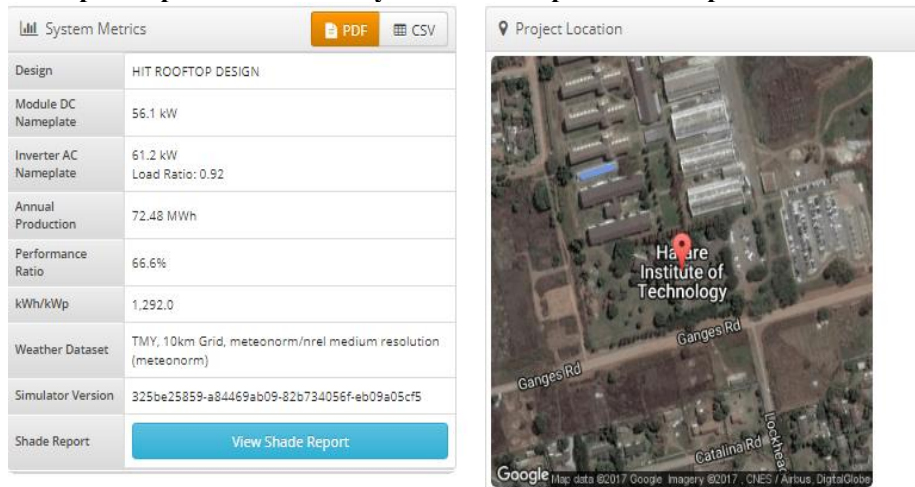 System Metrics
PDF
CSV
Design
HIT ROOFTOP DESIGN
Module DC
Nameplate
56.1 kW
Inverter AC
Nameplate
61.2 kW
Load Ratio: 0.92
Annual
Production
72.48 MWh
Performance
Ratio
66.6%
kWh/kWp
1,292.0
Weather Dataset
TMY, 10km Grid, meteonorm/nrel medium resolution
(meteonorm)
Simulator Version
325be25859-a84469ab09-82b734056f-eb09a05cf5
Shade Report
View Shade Report
Project Location
Harare
Institute of
Technology
Ganges Rd
Ganges Rd
Catalina Rd
Lockhead
Google
Map data ©2017 Google Imagery ©2017 , CNES / Airbus, DigitalGlobe